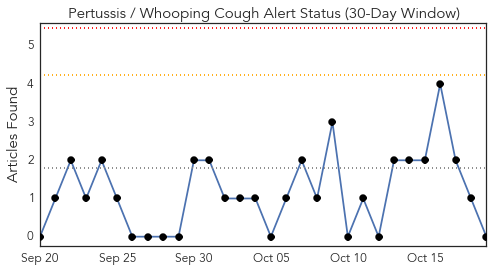 Pertussis / Whooping Cough Alert Status (30-Day Window)
Articles Found
5
4
3
2
1
0
Sep 20 Sep 25 Sep 30 Oct 05 Oct 10 Oct 15